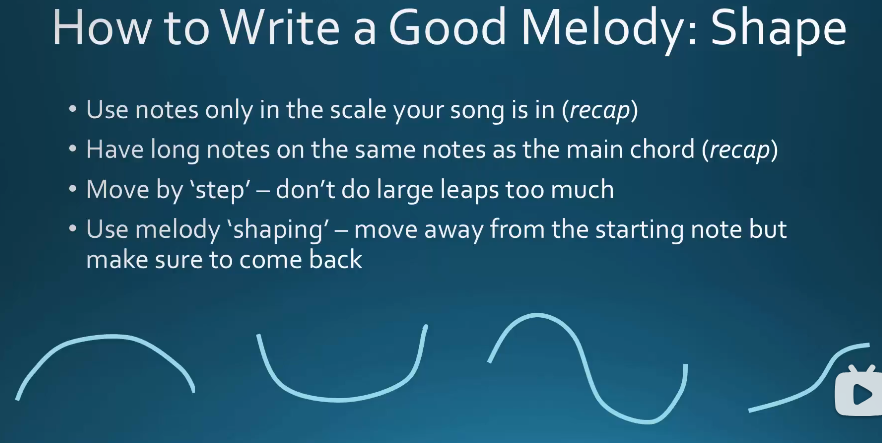 How to Write a Good Melody: Shape
• Use notes only in the scale your song is in (recap)
• Have long notes on the same notes as the main chord (recap)
• Move by ‘step’ – don’t do large leaps too much
• Use melody ‘shaping’ – move away from the starting note but
make sure to come back